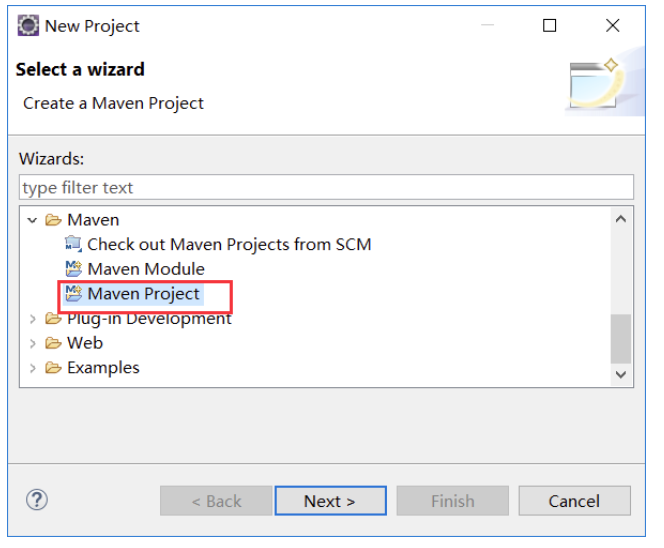 New Project
Select a wizard
Create a Maven Project
Wizards:
type filter text
Maven
Check out Maven Projects from SCM
Maven Module
Maven Project
Plug-in Development
Web
Examples
< Back Next > Finish Cancel